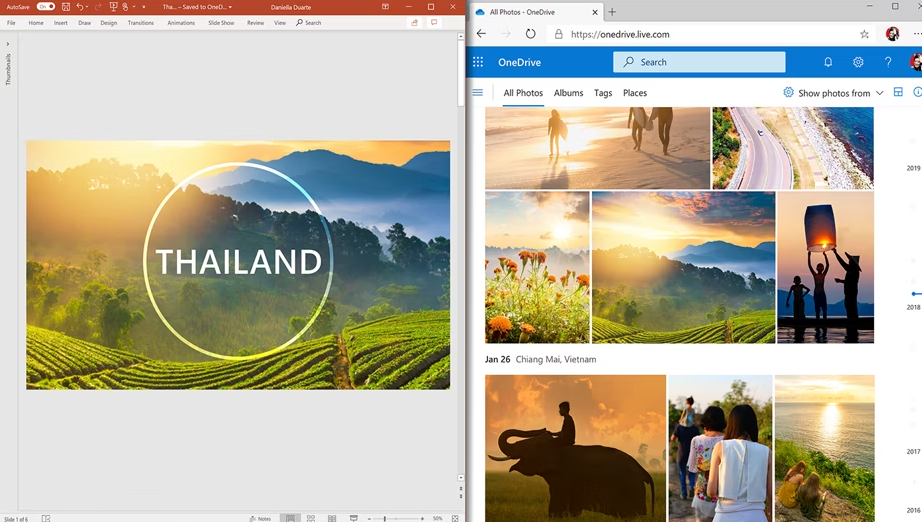 AutoSave On Tha... – Saved to OneD... Daniella Duarte
File Home Insert Draw Design Transitions Animations Slide Show Review View Search
Thumbnails
THAILAND
Slide 1 of 6 Notes 50%
All Photos - OneDrive
https://onedrive.live.com
OneDrive Search
All Photos Albums Tags Places Show photos from
2019
2018
Jan 26 Chiang Mai, Vietnam
2017
2016